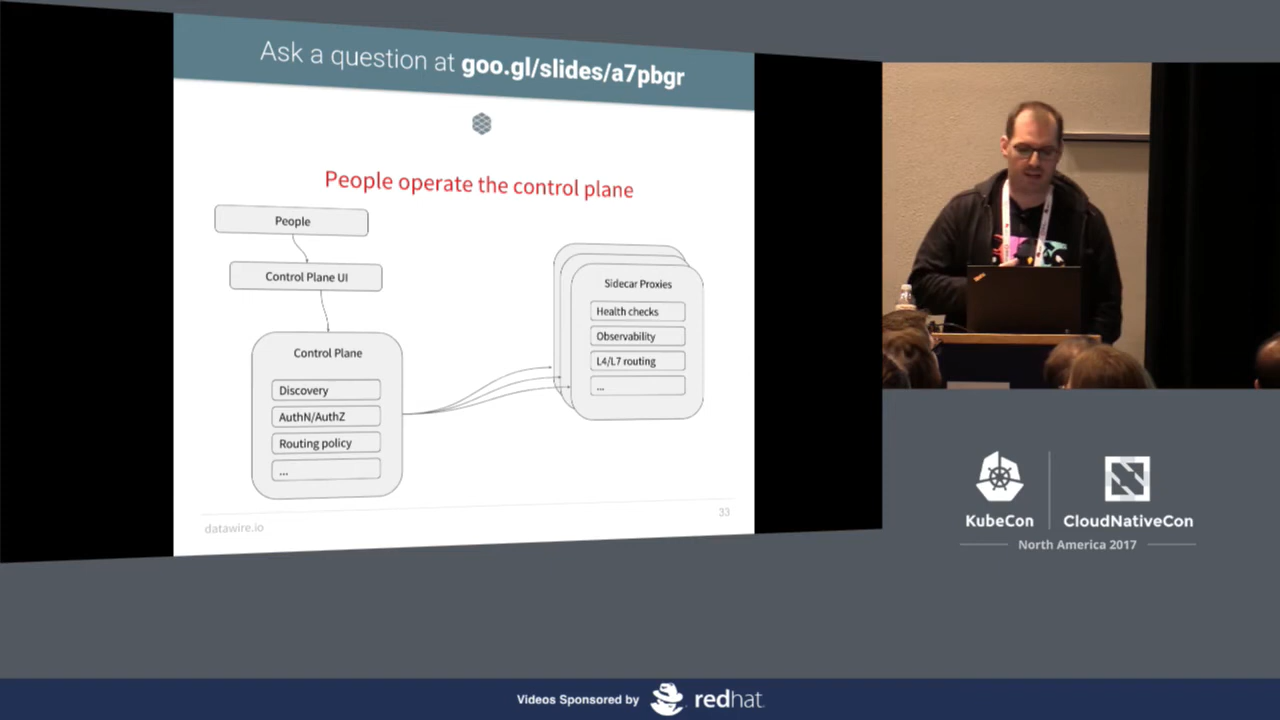 Ask a question at goo.gl/slides/a7pbgr
People operate the control plane
People
Control Plane UI
Control Plane
Discovery
AuthN/AuthZ
Routing policy
...
Sidecar Proxies
Health checks
Observability
L4/L7 routing
...
datawire.io
33
KubeCon
CloudNativeCon
North America 2017
Videos Sponsored by
redhat.